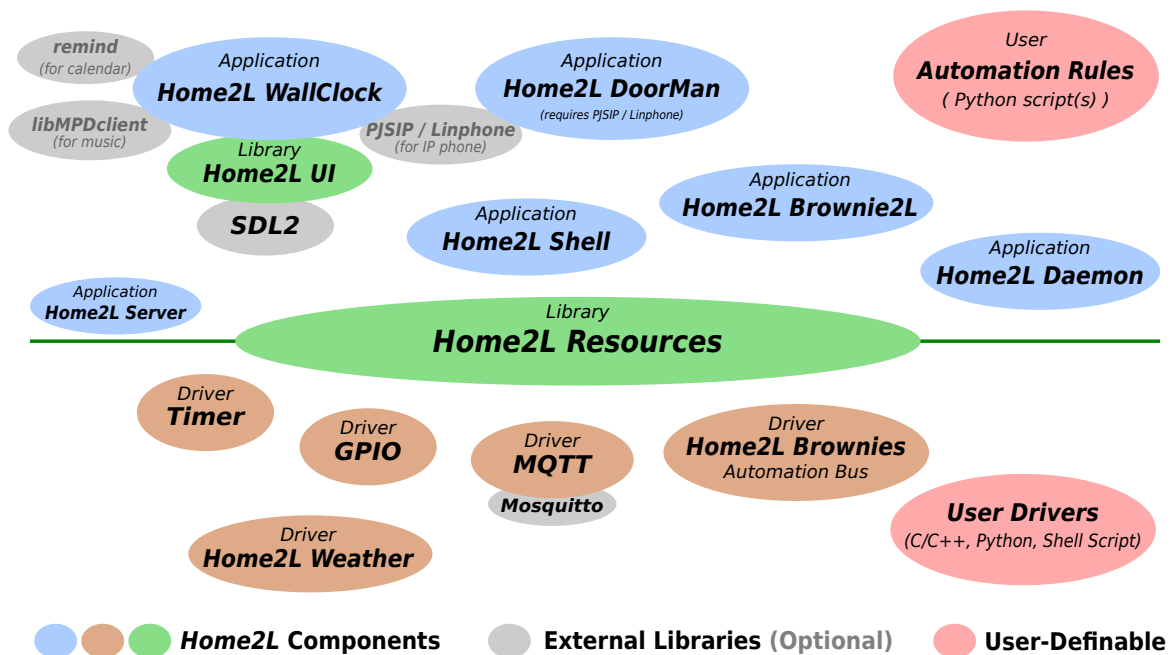 remind
(for calendar)
Application
Home2L WallClock
libMPDclient
(for music)
PJSIP / Linphone
(for IP phone)
Library
Home2L UI
SDL2
Application
Home2L DoorMan
(requires PJSIP / Linphone)
User
Automation Rules
( Python script(s) )
Application
Home2L Shell
Application
Home2L Brownie2L
Application
Home2L Daemon
Application
Home2L Server
Library
Home2L Resources
Driver
Timer
Driver
GPIO
Driver
MQTT
Mosquitto
Driver
Home2L Brownies
Automation Bus
Driver
Home2L Weather
User Drivers
(C/C++, Python, Shell Script)
Home2L Components
External Libraries (Optional)
User-Definable